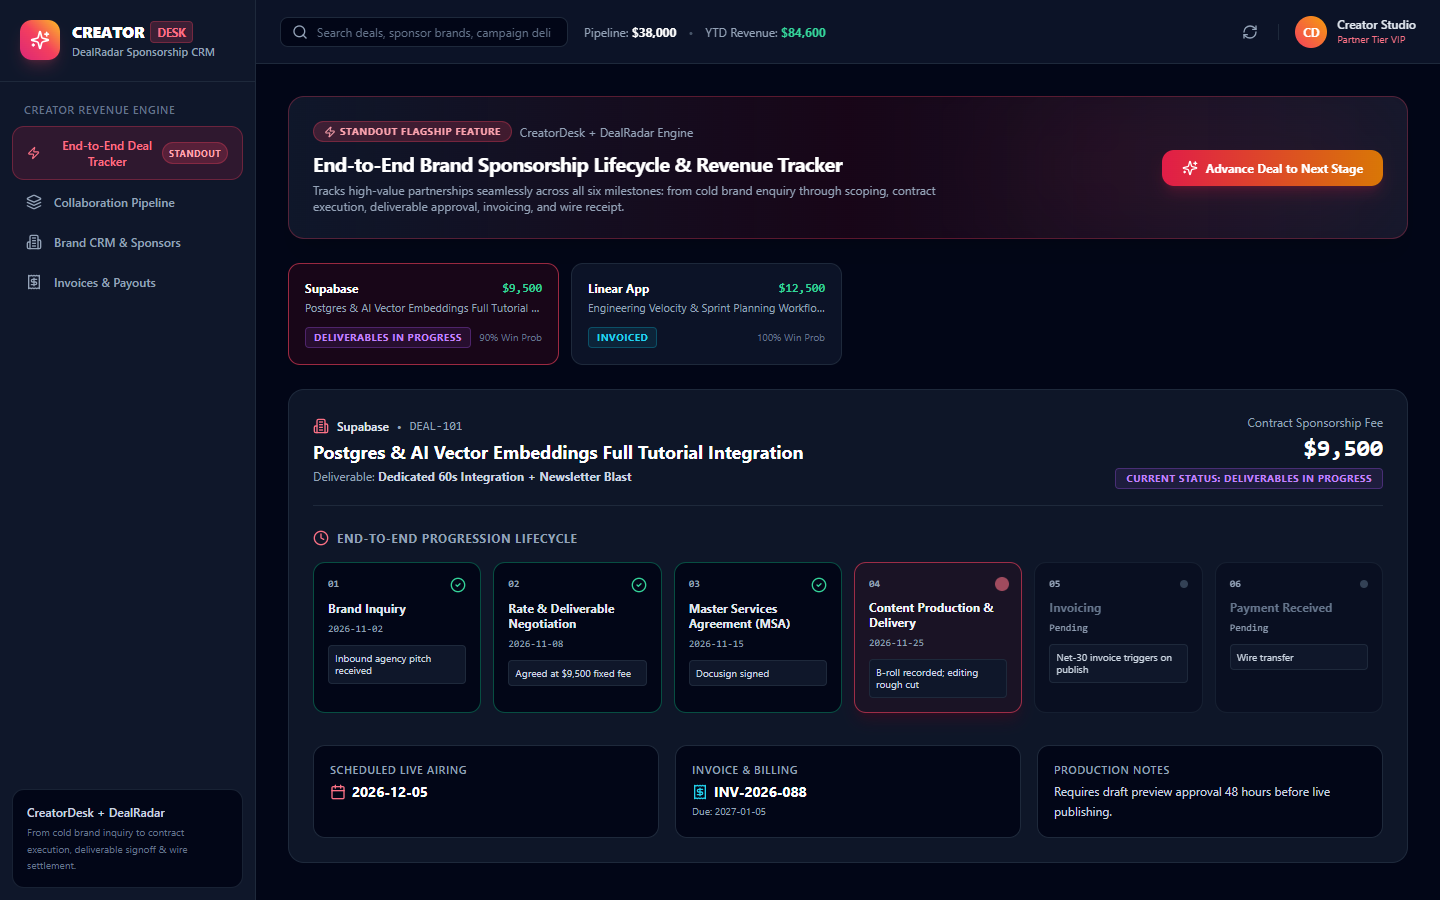 CREATOR DESK
DealRadar Sponsorship CRM
CREATOR REVENUE ENGINE
End-to-End Deal
Tracker
STANDOUT
Collaboration Pipeline
Brand CRM & Sponsors
Invoices & Payouts
CreatorDesk + DealRadar
From cold brand inquiry to contract
execution, deliverable signoff & wire
settlement.
Search deals, sponsor brands, campaign deli
Pipeline: $38,000 • YTD Revenue: $84,600
CD
Creator Studio
Partner Tier VIP
STANDOUT FLAGSHIP FEATURE CreatorDesk + DealRadar Engine
End-to-End Brand Sponsorship Lifecycle & Revenue Tracker
Tracks high-value partnerships seamlessly across all six milestones: from cold brand enquiry through scoping, contract
execution, deliverable approval, invoicing, and wire receipt.
Advance Deal to Next Stage
Supabase $9,500
Postgres & AI Vector Embeddings Full Tutorial ...
DELIVERABLES IN PROGRESS 90% Win Prob
Linear App $12,500
Engineering Velocity & Sprint Planning Workflo...
INVOICED 100% Win Prob
Supabase • DEAL-101
Postgres & AI Vector Embeddings Full Tutorial Integration
Deliverable: Dedicated 60s Integration + Newsletter Blast
Contract Sponsorship Fee
$9,500
CURRENT STATUS: DELIVERABLES IN PROGRESS
END-TO-END PROGRESSION LIFECYCLE
01
Brand Inquiry
2026-11-02
Inbound agency pitch
received
02
Rate & Deliverable
Negotiation
2026-11-08
Agreed at $9,500 fixed fee
03
Master Services
Agreement (MSA)
2026-11-15
Docusign signed
04
Content Production &
Delivery
2026-11-25
B-roll recorded; editing
rough cut
05
Invoicing
Pending
Net-30 invoice triggers on
publish
06
Payment Received
Pending
Wire transfer
SCHEDULED LIVE AIRING
2026-12-05
INVOICE & BILLING
INV-2026-088
Due: 2027-01-05
PRODUCTION NOTES
Requires draft preview approval 48 hours before live
publishing.